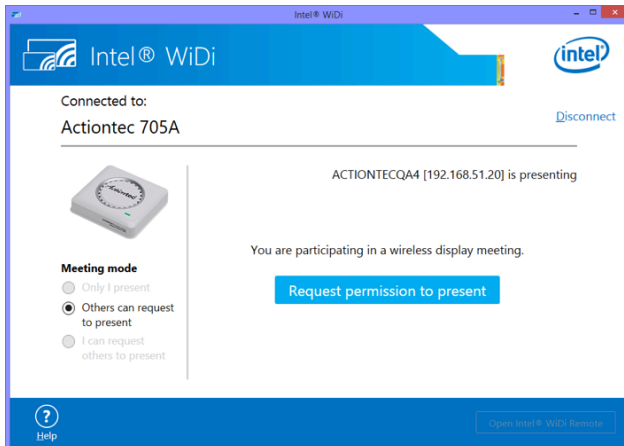 Intel® WiDi
Intel® WiDi
intel
Connected to:
Actiontec 705A
Disconnect
Actiontec
ACTIONTECQA4 [192.168.51.20] is presenting
You are participating in a wireless display meeting.
Request permission to present
Meeting mode
Only I present
Others can request
to present
I can request
others to present
?
Help
Open Intel® WiDi Remote